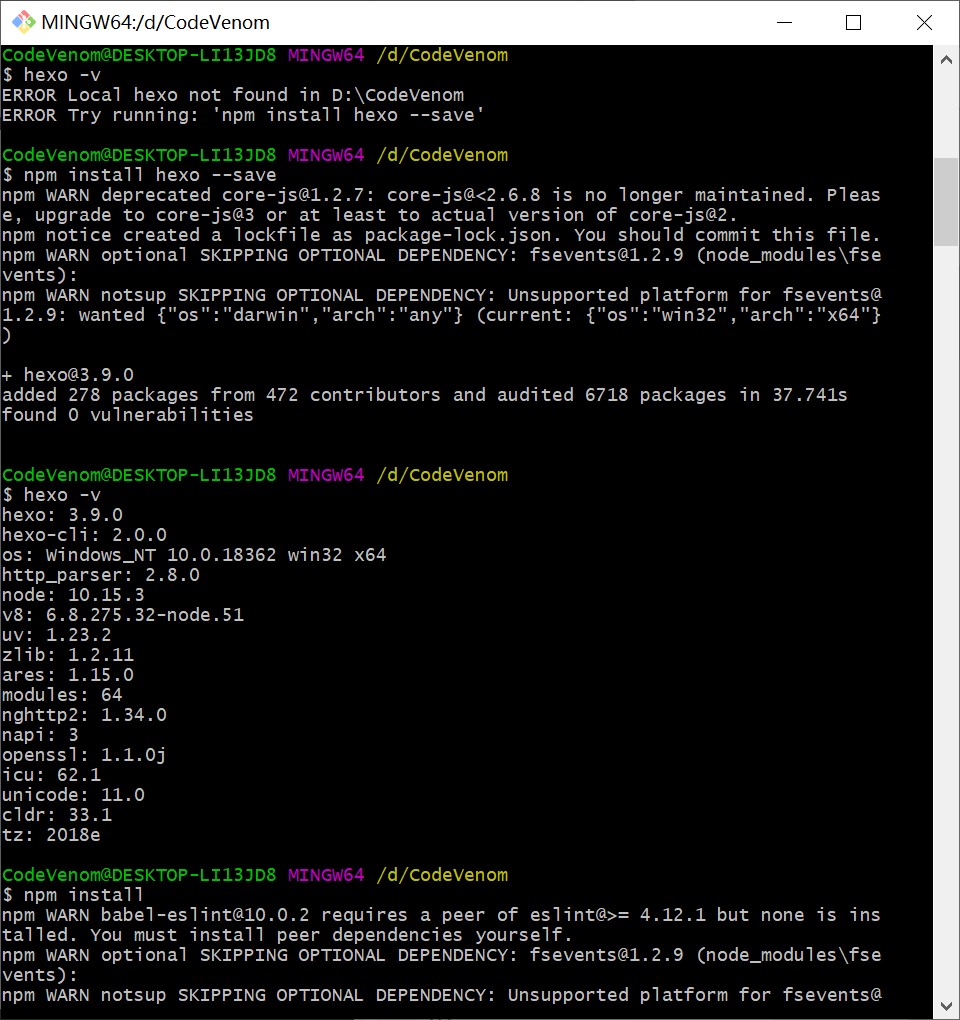 MINGW64:/d/CodeVenom
CodeVenom@DESKTOP-LI13JD8 MINGW64 /d/CodeVenom
$ hexo -v
ERROR Local hexo not found in D:\CodeVenom
ERROR Try running: 'npm install hexo --save'
CodeVenom@DESKTOP-LI13JD8 MINGW64 /d/CodeVenom
$ npm install hexo --save
npm WARN deprecated core-js@1.2.7: core-js@<2.6.8 is no longer maintained. Pleas
e, upgrade to core-js@3 or at least to actual version of core-js@2.
npm notice created a lockfile as package-lock.json. You should commit this file.
npm WARN optional SKIPPING OPTIONAL DEPENDENCY: fsevents@1.2.9 (node_modules\fse
vents):
npm WARN notsup SKIPPING OPTIONAL DEPENDENCY: Unsupported platform for fsevents@
1.2.9: wanted {"os":"darwin","arch":"any"} (current: {"os":"win32","arch":"x64"}
)
+ hexo@3.9.0
added 278 packages from 472 contributors and audited 6718 packages in 37.741s
found 0 vulnerabilities
CodeVenom@DESKTOP-LI13JD8 MINGW64 /d/CodeVenom
$ hexo -v
hexo: 3.9.0
hexo-cli: 2.0.0
os: Windows_NT 10.0.18362 win32 x64
http_parser: 2.8.0
node: 10.15.3
v8: 6.8.275.32-node.51
uv: 1.23.2
zlib: 1.2.11
ares: 1.15.0
modules: 64
nghttp2: 1.34.0
napi: 3
openssl: 1.1.0j
icu: 62.1
unicode: 11.0
cldr: 33.1
tz: 2018e
CodeVenom@DESKTOP-LI13JD8 MINGW64 /d/CodeVenom
$ npm install
npm WARN babel-eslint@10.0.2 requires a peer of eslint@>= 4.12.1 but none is ins
talled. You must install peer dependencies yourself.
npm WARN optional SKIPPING OPTIONAL DEPENDENCY: fsevents@1.2.9 (node_modules\fse
vents):
npm WARN notsup SKIPPING OPTIONAL DEPENDENCY: Unsupported platform for fsevents@